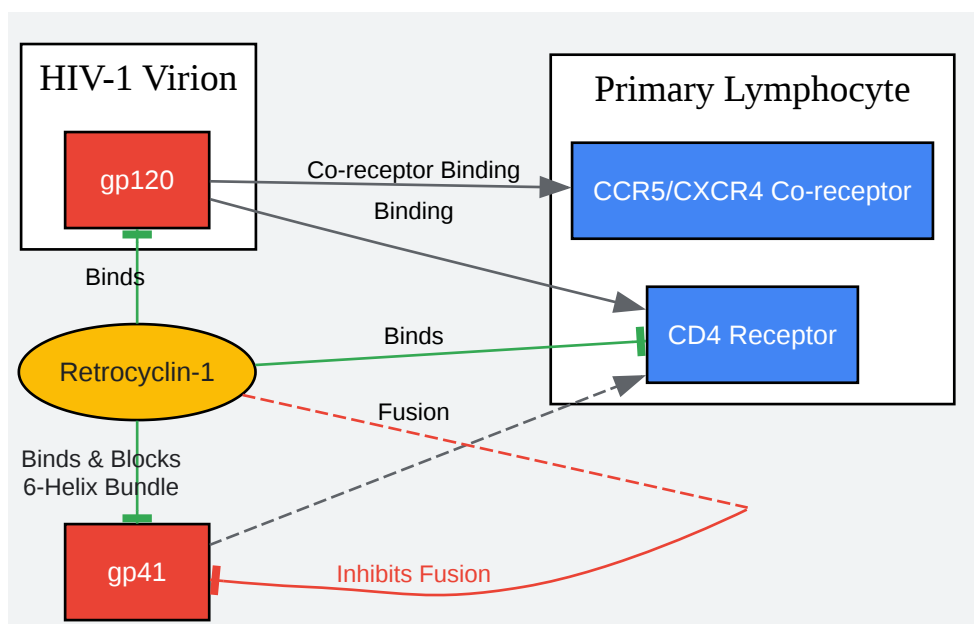 HIV-1 Virion
Primary Lymphocyte
gp120
Co-receptor Binding
CCR5/CXCR4 Co-receptor
Binding
Binds
Binds
CD4 Receptor
Retrocyclin-1
Fusion
Binds & Blocks
6-Helix Bundle
gp41
Inhibits Fusion